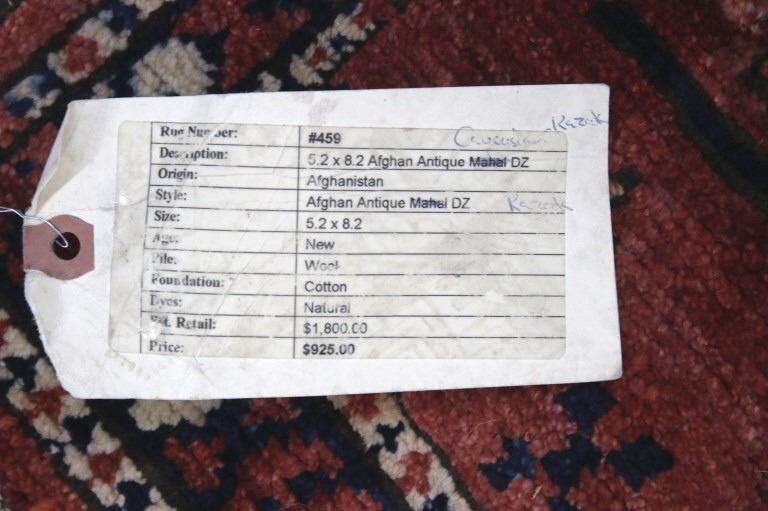 Caucasian Kazak
Rug Number: #459
Description: 5.2 x 8.2 Afghan Antique Mahal DZ
Origin: Afghanistan
Style: Afghan Antique Mahal DZ Kazak
Size: 5.2 x 8.2
Age: New
Pile: Wool
Foundation: Cotton
Dyes: Natural
Est. Retail: $1,800.00
Price: $925.00